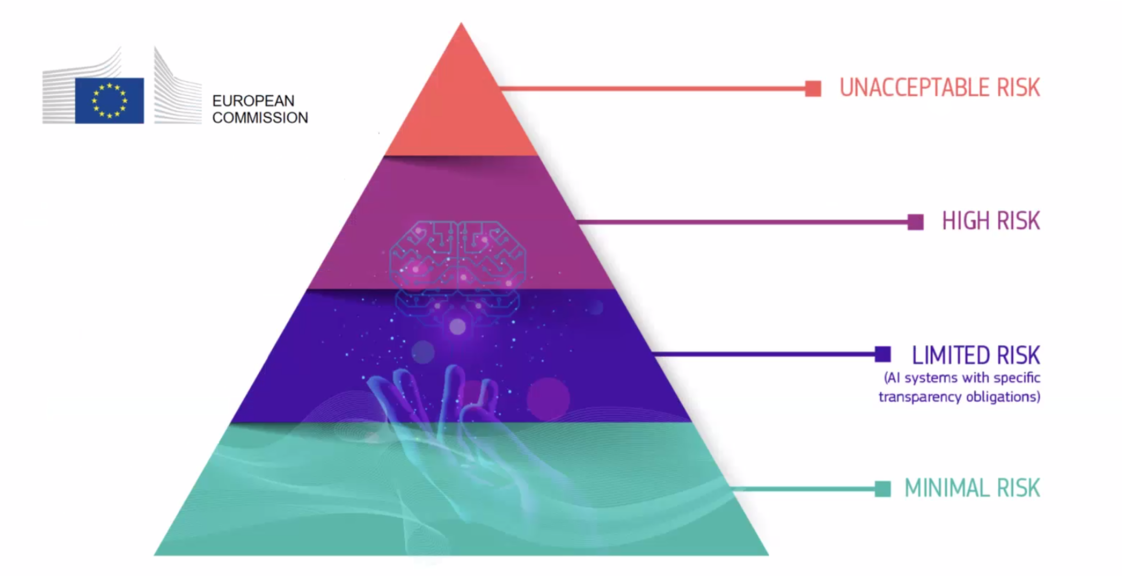 EUROPEAN
COMMISSION
UNACCEPTABLE RISK
HIGH RISK
LIMITED RISK
(AI systems with specific
transparency obligations)
MINIMAL RISK